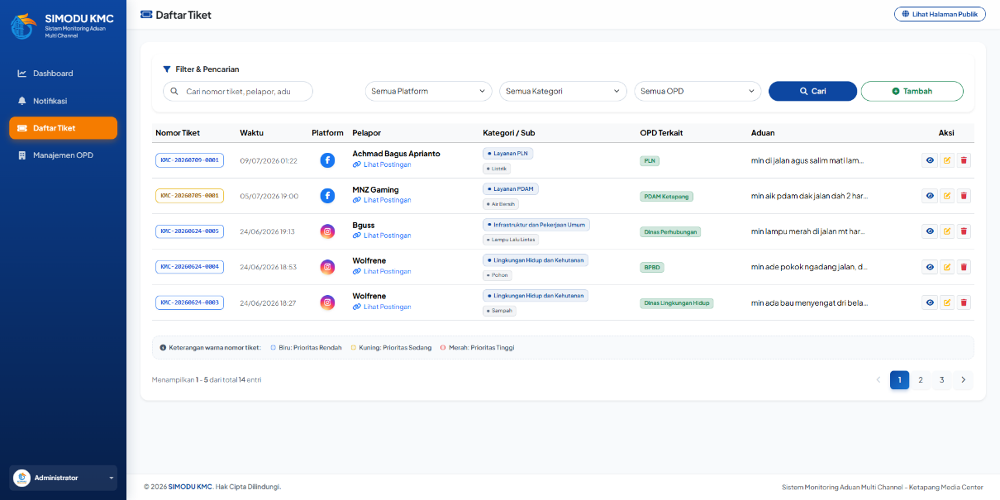 SIMODU KMC
Sistem Monitoring Aduan
Multi Channel
Dashboard
Notifikasi
Daftar Tiket
Manajemen OPD
Administrator
Daftar Tiket
Lihat Halaman Publik
Filter & Pencarian
Cari nomor tiket, pelapor, adu
Semua Platform
Semua Kategori
Semua OPD
Cari
Tambah
Nomor Tiket Waktu Platform Pelapor Kategori / Sub OPD Terkait Aduan Aksi
KMC-20260709-0001 09/07/2026 01:22 Achmad Bagus Aprianto Layanan PLN PLN min di jalan agus salim mati lam...
Lihat Postingan Listrik
KMC-20260705-0001 05/07/2026 19:00 MNZ Gaming Layanan PDAM PDAM Ketapang min aik pdam dak jalan dah 2 har...
Lihat Postingan Air Bersih
KMC-20260624-0005 24/06/2026 19:13 Bguss Infrastruktur dan Pekerjaan Umum Dinas Perhubungan min lampu merah di jalan mt har...
Lihat Postingan Lampu Lalu Lintas
KMC-20260624-0004 24/06/2026 18:53 Wolfrene Lingkungan Hidup dan Kehutanan BPBD min ade pokok ngadang jalan, d...
Lihat Postingan Pohon
KMC-20260624-0003 24/06/2026 18:27 Wolfrene Lingkungan Hidup dan Kehutanan Dinas Lingkungan Hidup min ada bau menyengat dri bela...
Lihat Postingan Sampah
Keterangan warna nomor tiket: Biru: Prioritas Rendah Kuning: Prioritas Sedang Merah: Prioritas Tinggi
Menampilkan 1 - 5 dari total 14 entri
1 2 3
© 2026 SIMODU KMC. Hak Cipta Dilindungi.
Sistem Monitoring Aduan Multi Channel - Ketapang Media Center